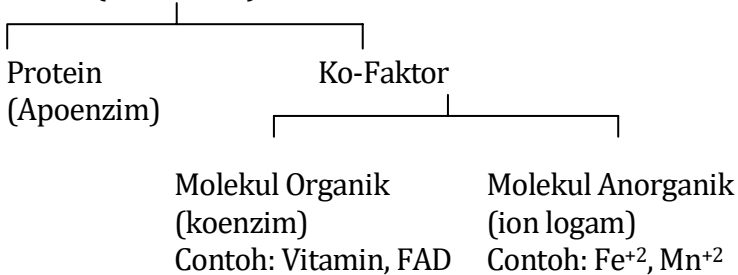 Protein Ko-Faktor
(Apoenzim)
Molekul Organik Molekul Anorganik
(koenzim) (ion logam)
Contoh: Vitamin, FAD Contoh: Fe⁺², Mn⁺²